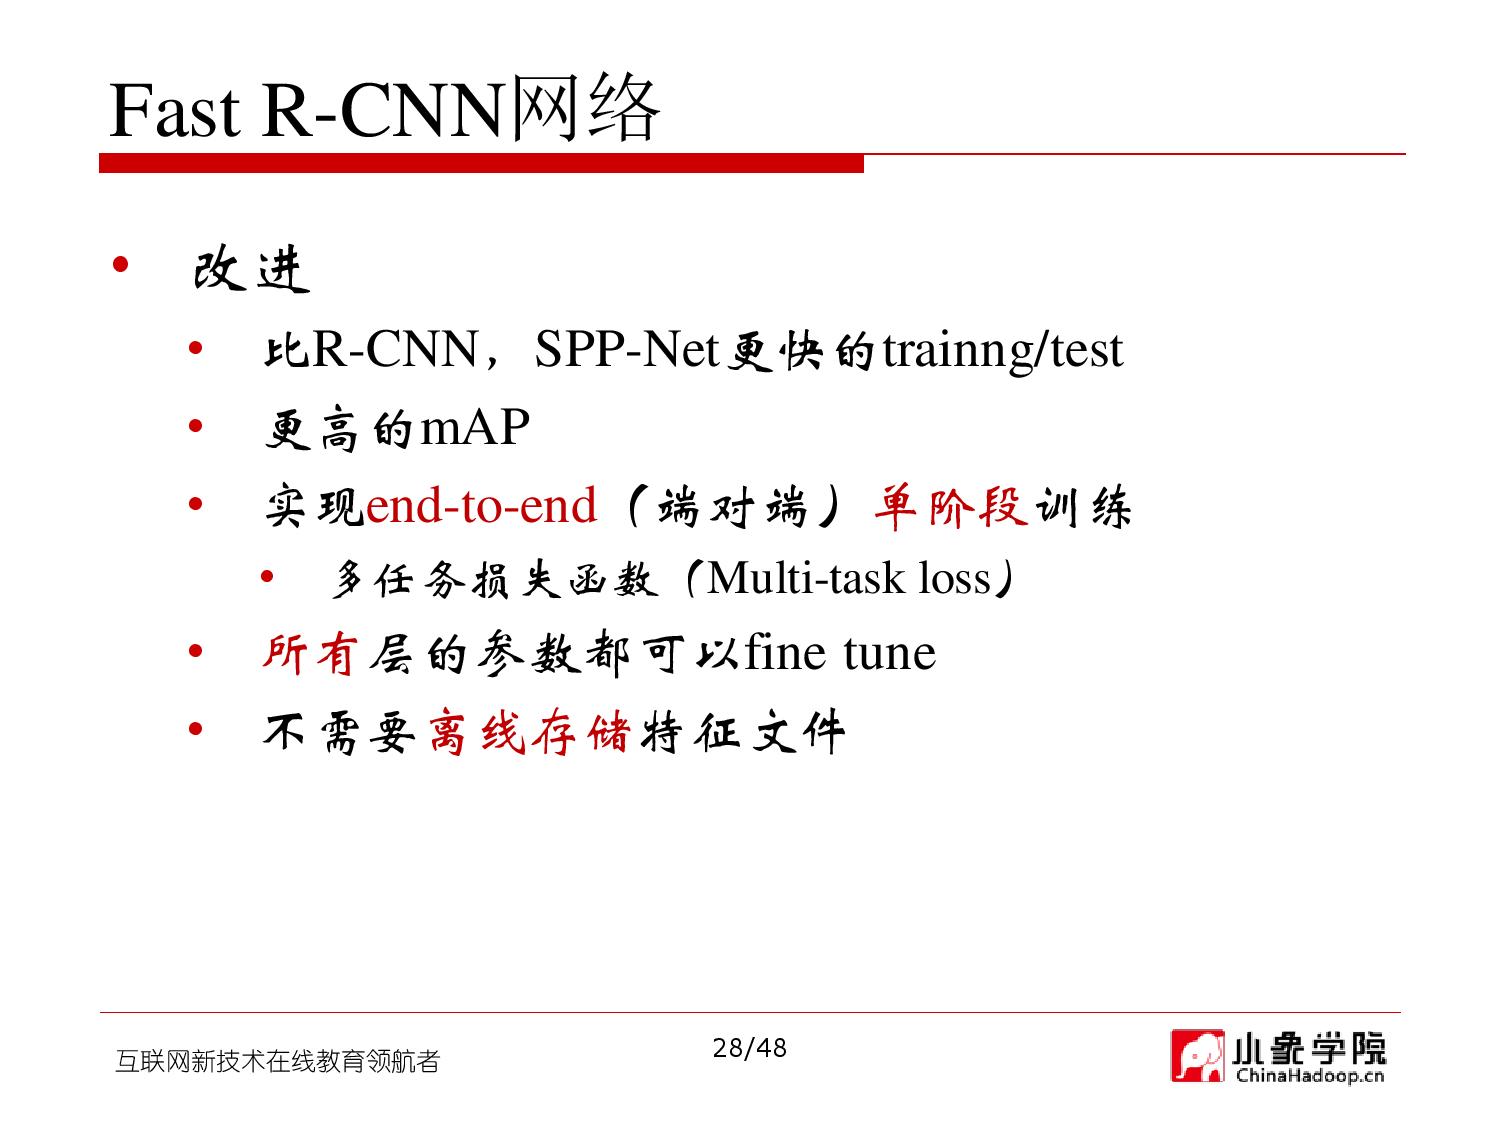 Fast R-CNN网络
• 改进
• 比R-CNN，SPP-Net更快的trainng/test
• 更高的mAP
• 实现end-to-end（端对端）单阶段训练
• 多任务损失函数（Multi-task loss）
• 所有层的参数都可以fine tune
• 不需要离线存储特征文件
互联网新技术在线教育领航者
28/48
小象学院
ChinaHadoop.cn